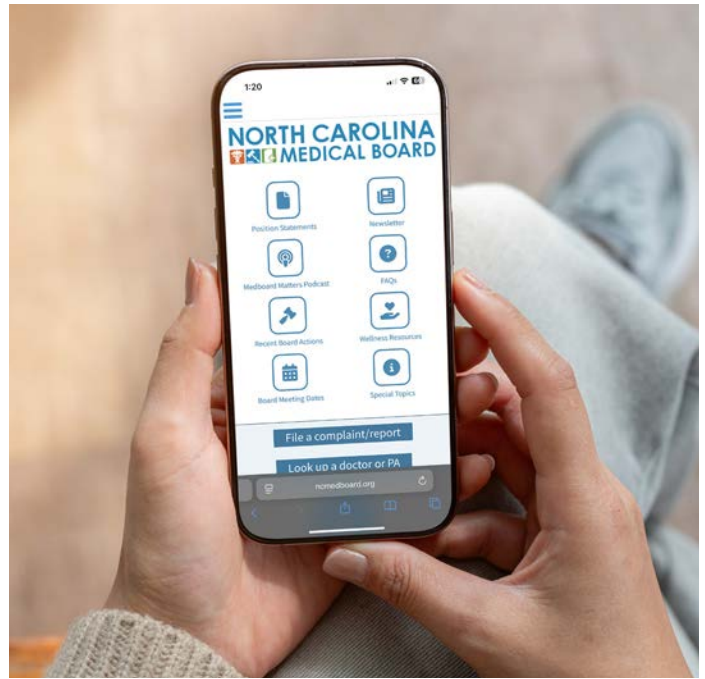 1:20
NORTH CAROLINA
MEDICAL BOARD
Position Statements
Newsletter
Medboard Matters Podcast
FAQs
Recent Board Actions
Wellness Resources
Board Meeting Dates
Special Topics
File a complaint/report
Look up a doctor or PA
ncmedboard.org